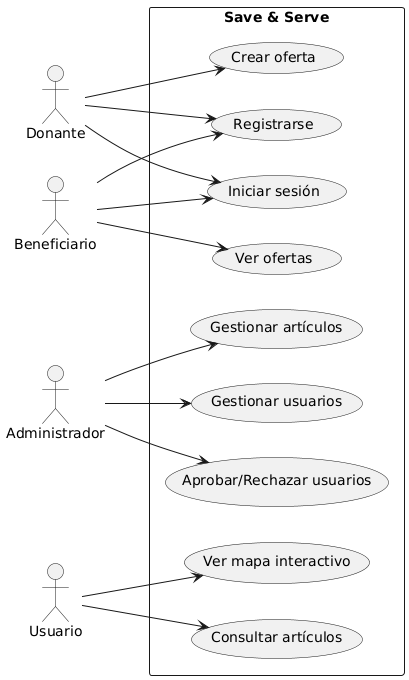 Save & Serve
Crear oferta
Donante
Registrarse
Iniciar sesión
Beneficiario
Ver ofertas
Gestionar artículos
Gestionar usuarios
Administrador
Aprobar/Rechazar usuarios
Ver mapa interactivo
Usuario
Consultar artículos